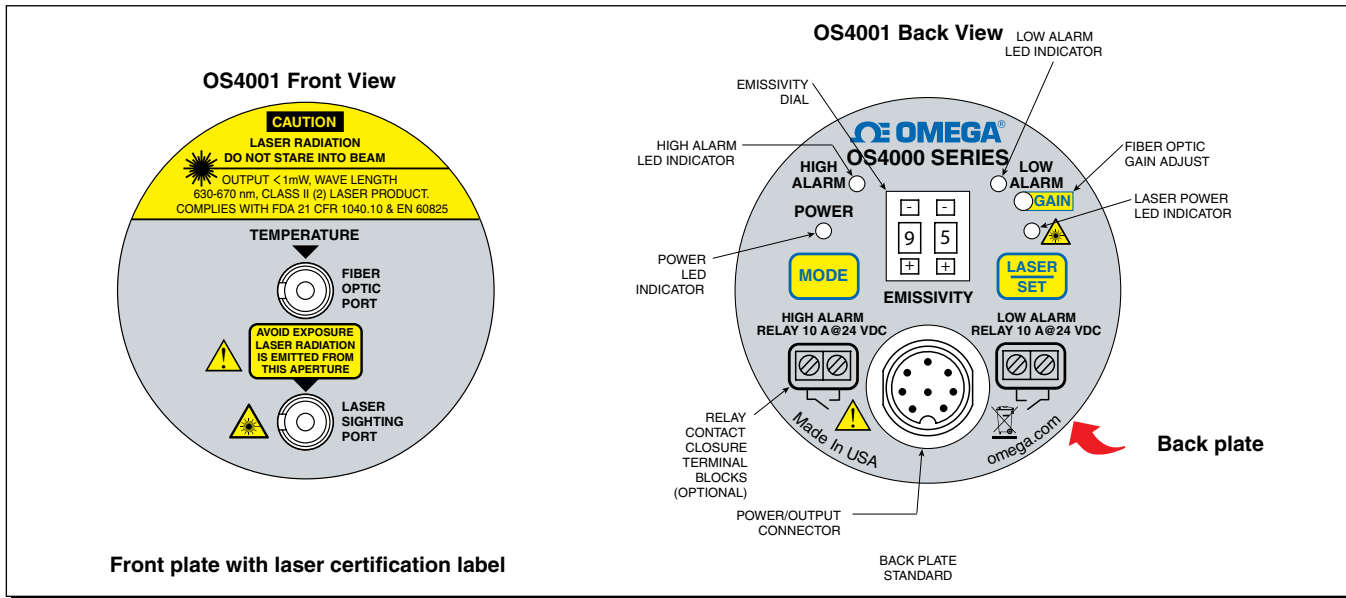 OS4001 Front View
CAUTION
LASER RADIATION
DO NOT STARE INTO BEAM
OUTPUT < 1mW, WAVE LENGTH
630-670 nm, CLASS II (2) LASER PRODUCT.
COMPLIES WITH FDA 21 CFR 1040.10 & EN 60825
TEMPERATURE
FIBER
OPTIC
PORT
AVOID EXPOSURE
LASER RADIATION
IS EMITTED FROM
THIS APERTURE
LASER
SIGHTING
PORT
Front plate with laser certification label
OS4001 Back View
LOW ALARM
LED INDICATOR
EMISSIVITY
DIAL
HIGH ALARM
LED INDICATOR
FIBER OPTIC
GAIN ADJUST
LASER POWER
LED INDICATOR
POWER
LED
INDICATOR
OMEGA®
OS4000 SERIES
HIGH
ALARM
LOW
ALARM
GAIN
POWER
- -
9 5
+ +
MODE
LASER
SET
EMISSIVITY
HIGH ALARM
RELAY 10 A@24 VDC
LOW ALARM
RELAY 10 A@24 VDC
Made In USA
omega.com
RELAY
CONTACT
CLOSURE
TERMINAL
BLOCKS
(OPTIONAL)
Back plate
POWER/OUTPUT
CONNECTOR
BACK PLATE
STANDARD